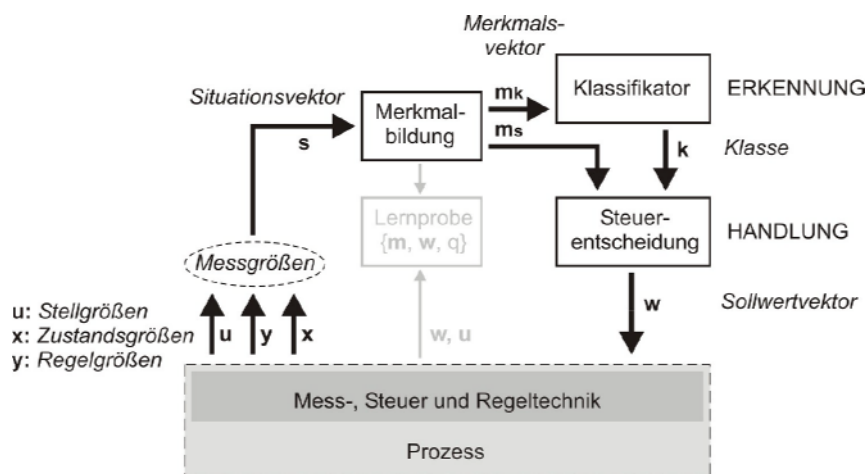 Merkmals-
vektor
Situationsvektor
Merkmal-
bildung
mk
ms
Klassifikator
ERKENNUNG
s
k
Klasse
Lernprobe
{m, w, q}
Steuer-
entscheidung
HANDLUNG
Messgrößen
u: Stellgrößen
x: Zustandsgrößen
y: Regelgrößen
u
y
x
w, u
w
Sollwertvektor
Mess-, Steuer und Regeltechnik
Prozess